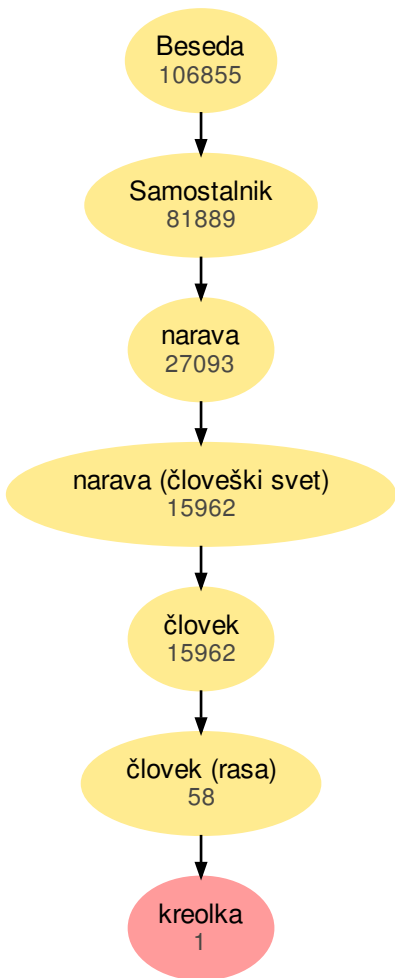 Beseda
106855
Samostalnik
81889
narava
27093
narava (človeški svet)
15962
človek
15962
človek (rasa)
58
kreolka
1